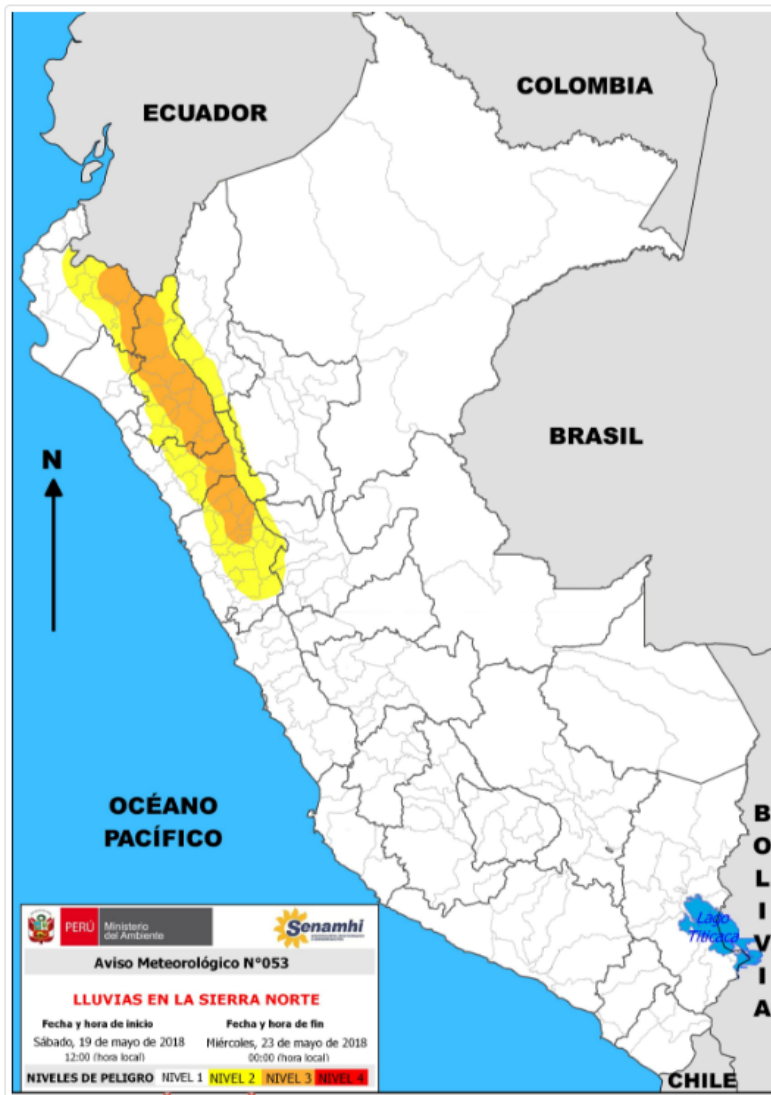 COLOMBIA
ECUADOR
BRASIL
N
OCÉANO
PACÍFICO
BOLIVIA
Lago
Titicaca
CHILE
PERÚ
Ministerio
del Ambiente
Senamhi
Aviso Meteorológico N°053
LLUVIAS EN LA SIERRA NORTE
Fecha y hora de inicio
Fecha y hora de fin
Sábado, 19 de mayo de 2018
Miércoles, 23 de mayo de 2018
12:00 (hora local)
00:00 (hora local)
NIVELES DE PELIGRO NIVEL 1 NIVEL 2 NIVEL 3 NIVEL 4